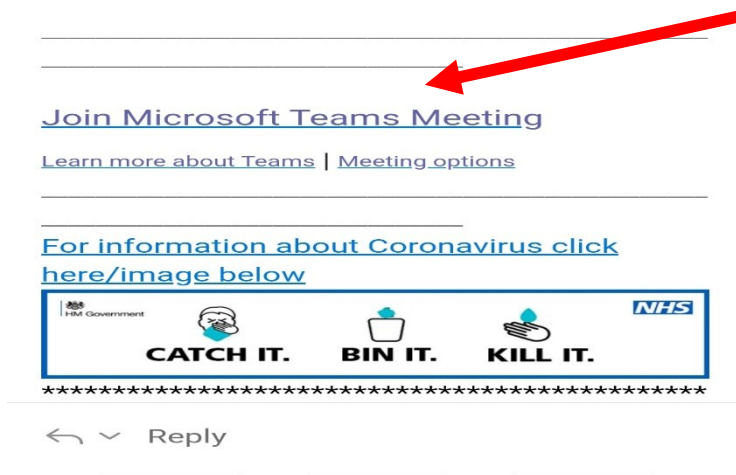 Join Microsoft Teams Meeting
Learn more about Teams | Meeting options
For information about Coronavirus click
here/image below
HM Government
NHS
CATCH IT. BIN IT. KILL IT.
*************************************************
Reply